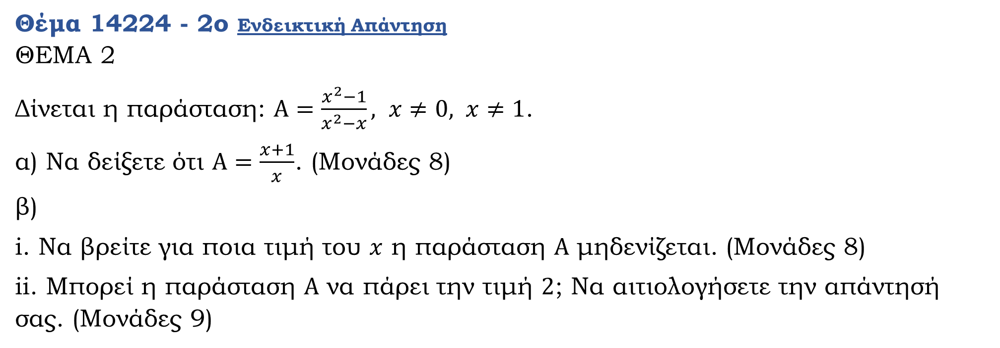 Θέμα 14224 - 2ο Ενδεικτική Απάντηση
ΘΕΜΑ 2
Δίνεται η παράσταση: Α = \frac{x^2-1}{x^2-x}, x ≠ 0, x ≠ 1.
α) Να δείξετε ότι Α = \frac{x+1}{x}. (Μονάδες 8)
β)
i. Να βρείτε για ποια τιμή του x η παράσταση Α μηδενίζεται. (Μονάδες 8)
ii. Μπορεί η παράσταση Α να πάρει την τιμή 2; Να αιτιολογήσετε την απάντησή
σας. (Μονάδες 9)